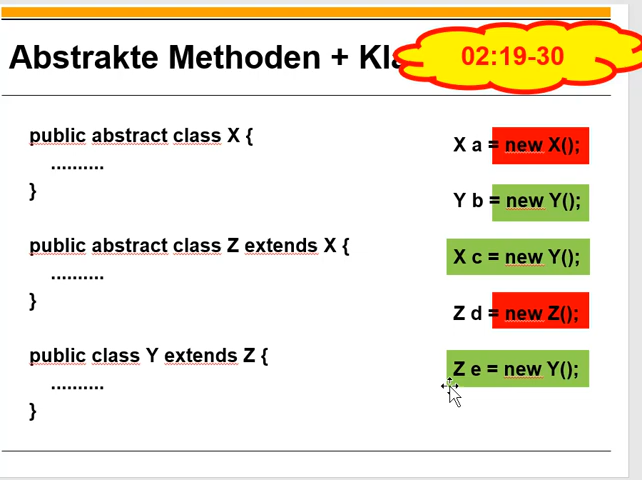 Abstrakte Methoden + Kla
02:19-30
public abstract class X {
..........
}
public abstract class Z extends X {
..........
}
public class Y extends Z {
..........
}
X a = new X();
Y b = new Y();
X c = new Y();
Z d = new Z();
Z e = new Y();